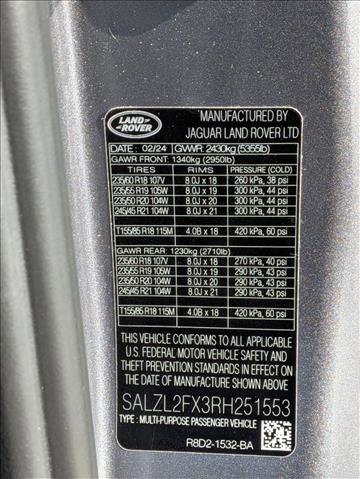 LAND
ROVER
MANUFACTURED BY
JAGUAR LAND ROVER LTD
DATE: 02/24 GVWR: 2430kg (5355lb)
GAWR FRONT: 1340kg (2950lb)
TIRES RIMS PRESSURE (COLD)
235/60 R18 107V 8.0J x 18 260 kPa, 38 psi
235/55 R19 105W 8.0J x 19 300 kPa, 44 psi
235/50 R20 104W 8.0J x 20 300 kPa, 44 psi
245/45 R21 104W 8.0J x 21 300 kPa, 44 psi
T155/85 R18 115M 4.0B x 18 420 kPa, 60 psi
GAWR REAR: 1230kg (2710lb)
235/60 R18 107V 8.0J x 18 270 kPa, 40 psi
235/55 R19 105W 8.0J x 19 290 kPa, 43 psi
235/50 R20 104W 8.0J x 20 290 kPa, 43 psi
245/45 R21 104W 8.0J x 21 290 kPa, 43 psi
T155/85 R18 115M 4.0B x 18 420 kPa, 60 psi
THIS VEHICLE CONFORMS TO ALL APPLICABLE
U.S. FEDERAL MOTOR VEHICLE SAFETY AND
THEFT PREVENTION STANDARDS IN EFFECT ON
THE DATE OF MANUFACTURE SHOWN ABOVE.
SALZL2FX3RH251553
TYPE : MULTI-PURPOSE PASSENGER VEHICLE
R8D2-1532-BA